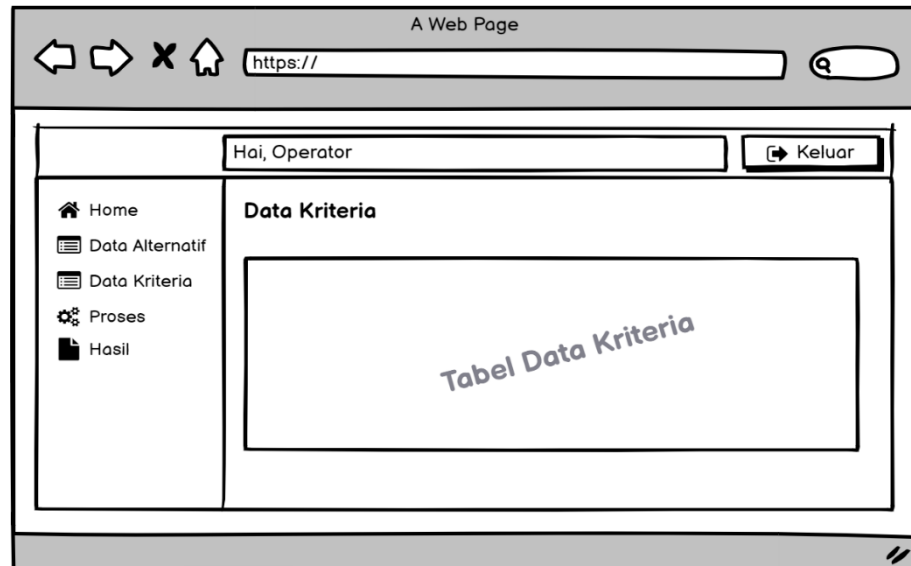 A Web Page
https://
Hai, Operator
Keluar
Home
Data Alternatif
Data Kriteria
Proses
Hasil
Data Kriteria
Tabel Data Kriteria